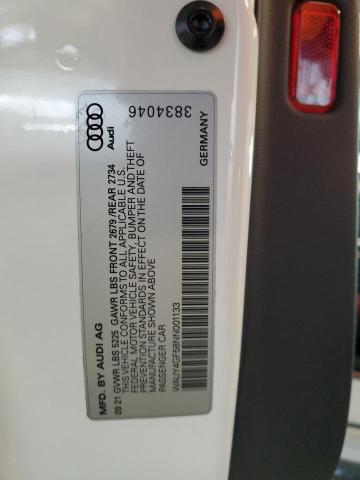 MFD. BY AUDI AG
09 21 GVWR LBS 5225 GAWR LBS FRONT 2679 /REAR 2734
THIS VEHICLE CONFORMS TO ALL APPLICABLE U.S.
FEDERAL MOTOR VEHICLE SAFETY, BUMPER AND THEFT
PREVENTION STANDARDS IN EFFECT ON THE DATE OF
MANUFACTURE SHOWN ABOVE
PASSENGER CAR
WAUY4GF58NN001133
GERMANY
Audi
3834046